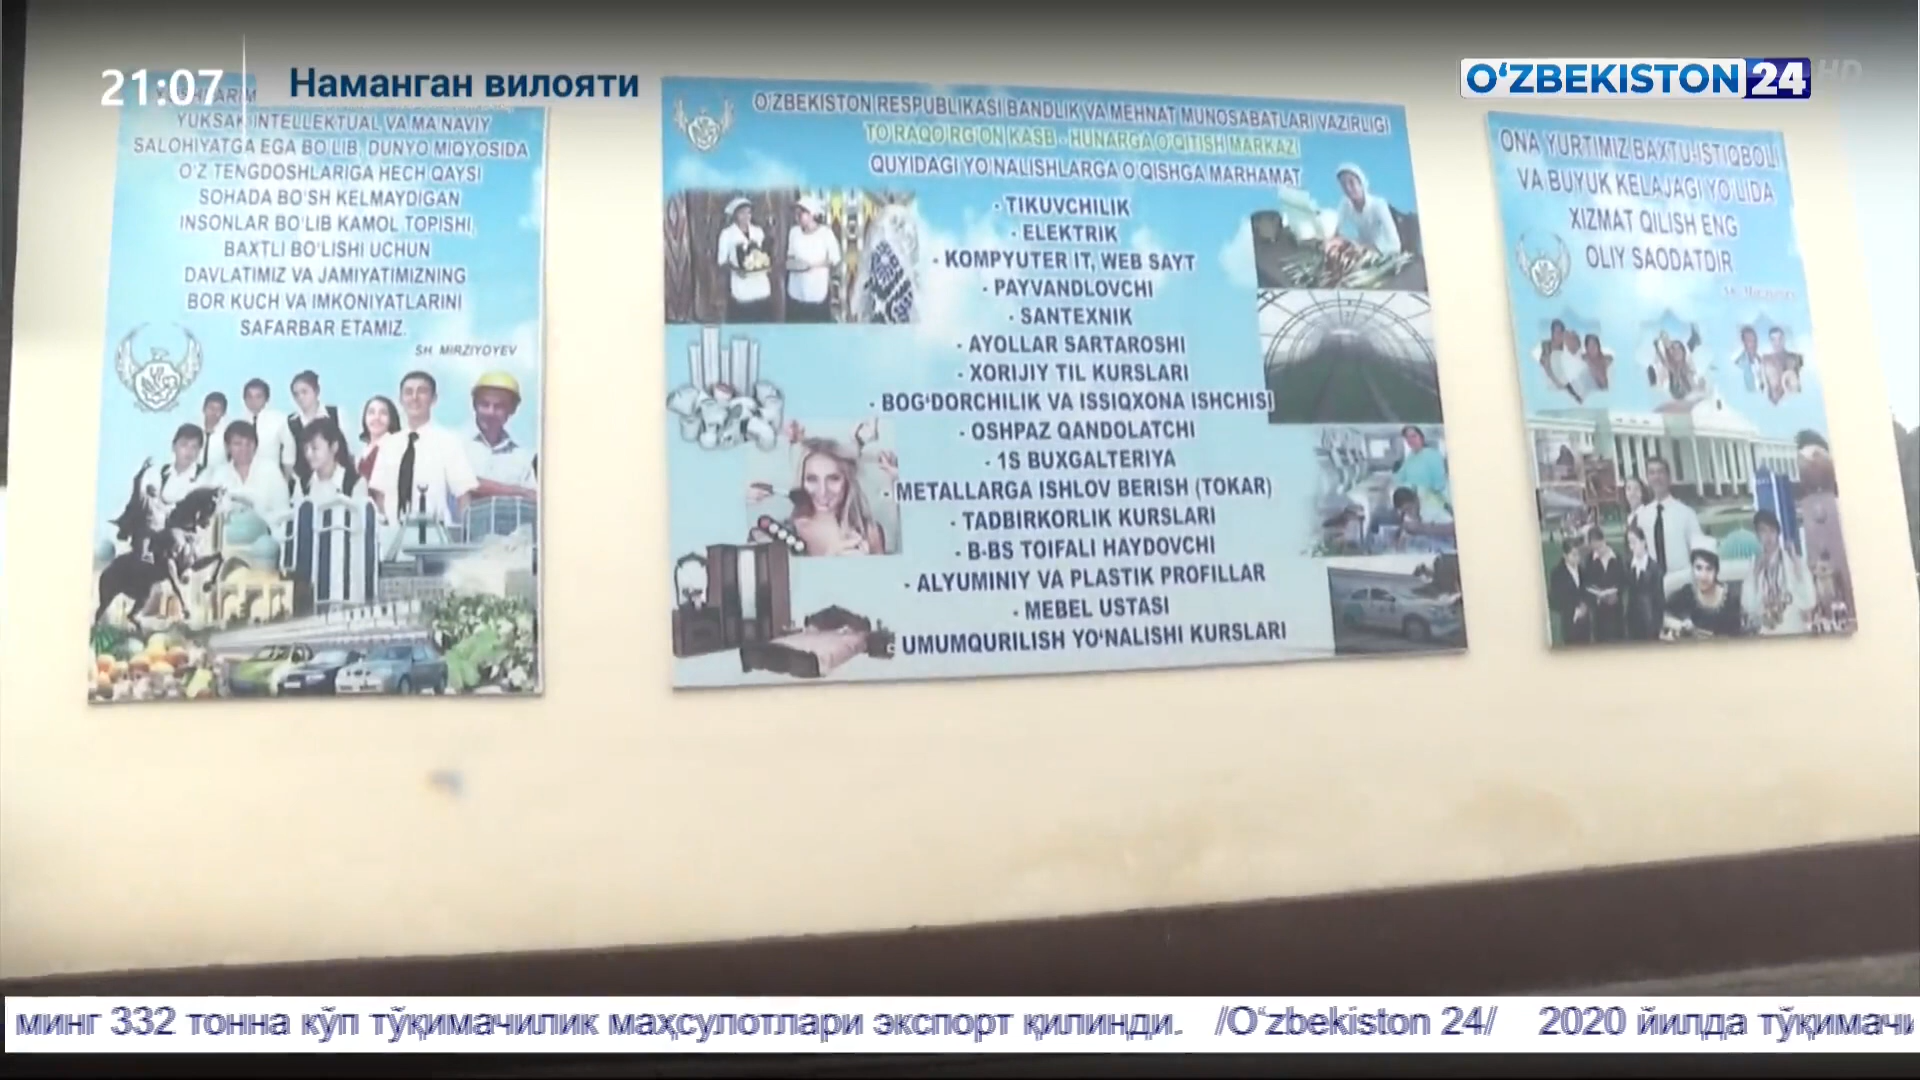 21:07
Наманган вилояти
O‘ZBEKISTON 24
HD
YUKSAK INTELLEKTUAL VA MA'NAVIY
SALOHIYATGA EGA BO'LIB, DUNYO MIQYOSIDA
O'Z TENGDOSHLARIGA HECH QAYSI
SOHADA BO'SH KELMAYDIGAN
INSONLAR BO'LIB KAMOL TOPISHI,
BAXTLI BO'LISHI UCHUN
DAVLATIMIZ VA JAMIYATIMIZNING
BOR KUCH VA IMKONIYATLARINI
SAFARBAR ETAMIZ.
SH. MIRZIYOYEV
O'ZBEKISTON RESPUBLIKASI BANDLIK VA MEHNAT MUNOSABATLARI VAZIRLIGI
TO'RAQO'RG'ON KASB - HUNARGA O'QITISH MARKAZI
QUYIDAGI YO'NALISHLARGA O'QISHGA MARHAMAT
- TIKUVCHILIK
- ELEKTRIK
- KOMPYUTER IT, WEB SAYT
- PAYVANDLOVCHI
- SANTEXNIK
- AYOLLAR SARTAROSHI
- XORIJIY TIL KURSLARI
- BOG'DORCHILIK VA ISSIQXONA ISHCHISI
- OSHPAZ QANDOLATCHI
- 1S BUXGALTERIYA
- METALLARGA ISHLOV BERISH (TOKAR)
- TADBIRKORLIK KURSLARI
- B-BS TOIFALI HAYDOVCHI
- ALYUMINIY VA PLASTIK PROFILLAR
- MEBEL USTASI
UMUMQURILISH YO'NALISHI KURSLARI
ONA YURTIMIZ BAXTU-ISTIQBOLI
VA BUYUK KELAJAGI YO'LIDA
XIZMAT QILISH ENG
OLIY SAODATDIR
минг 332 тонна кўп тўқимачилик маҳсулотлари экспорт қилинди. /O‘zbekiston 24/ 2020 йилда тўқимачи